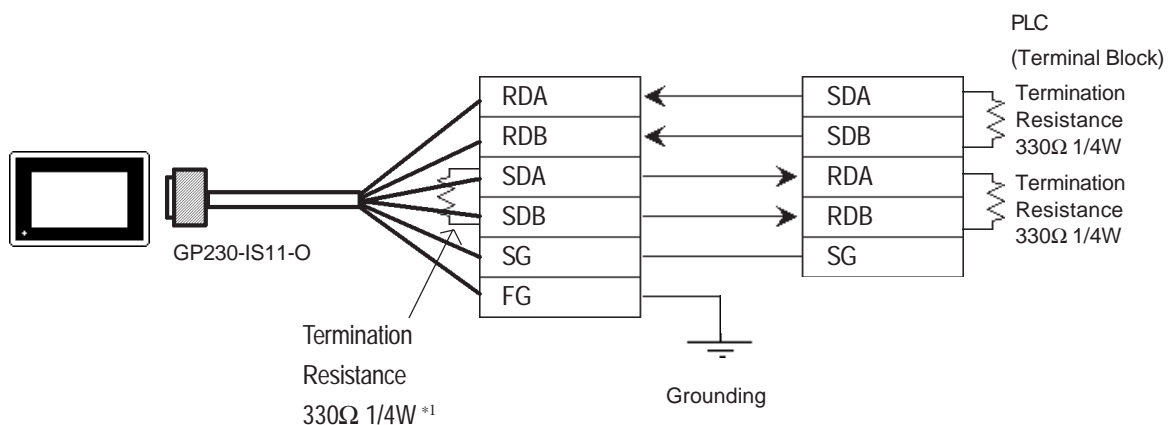 PLC
(Terminal Block)
RDA
SDA
Termination
Resistance
330Ω 1/4W
RDB
SDB
SDA
RDA
Termination
Resistance
330Ω 1/4W
SDB
RDB
GP230-IS11-O
SG
SG
FG
Termination
Resistance
330Ω 1/4W *1
Grounding